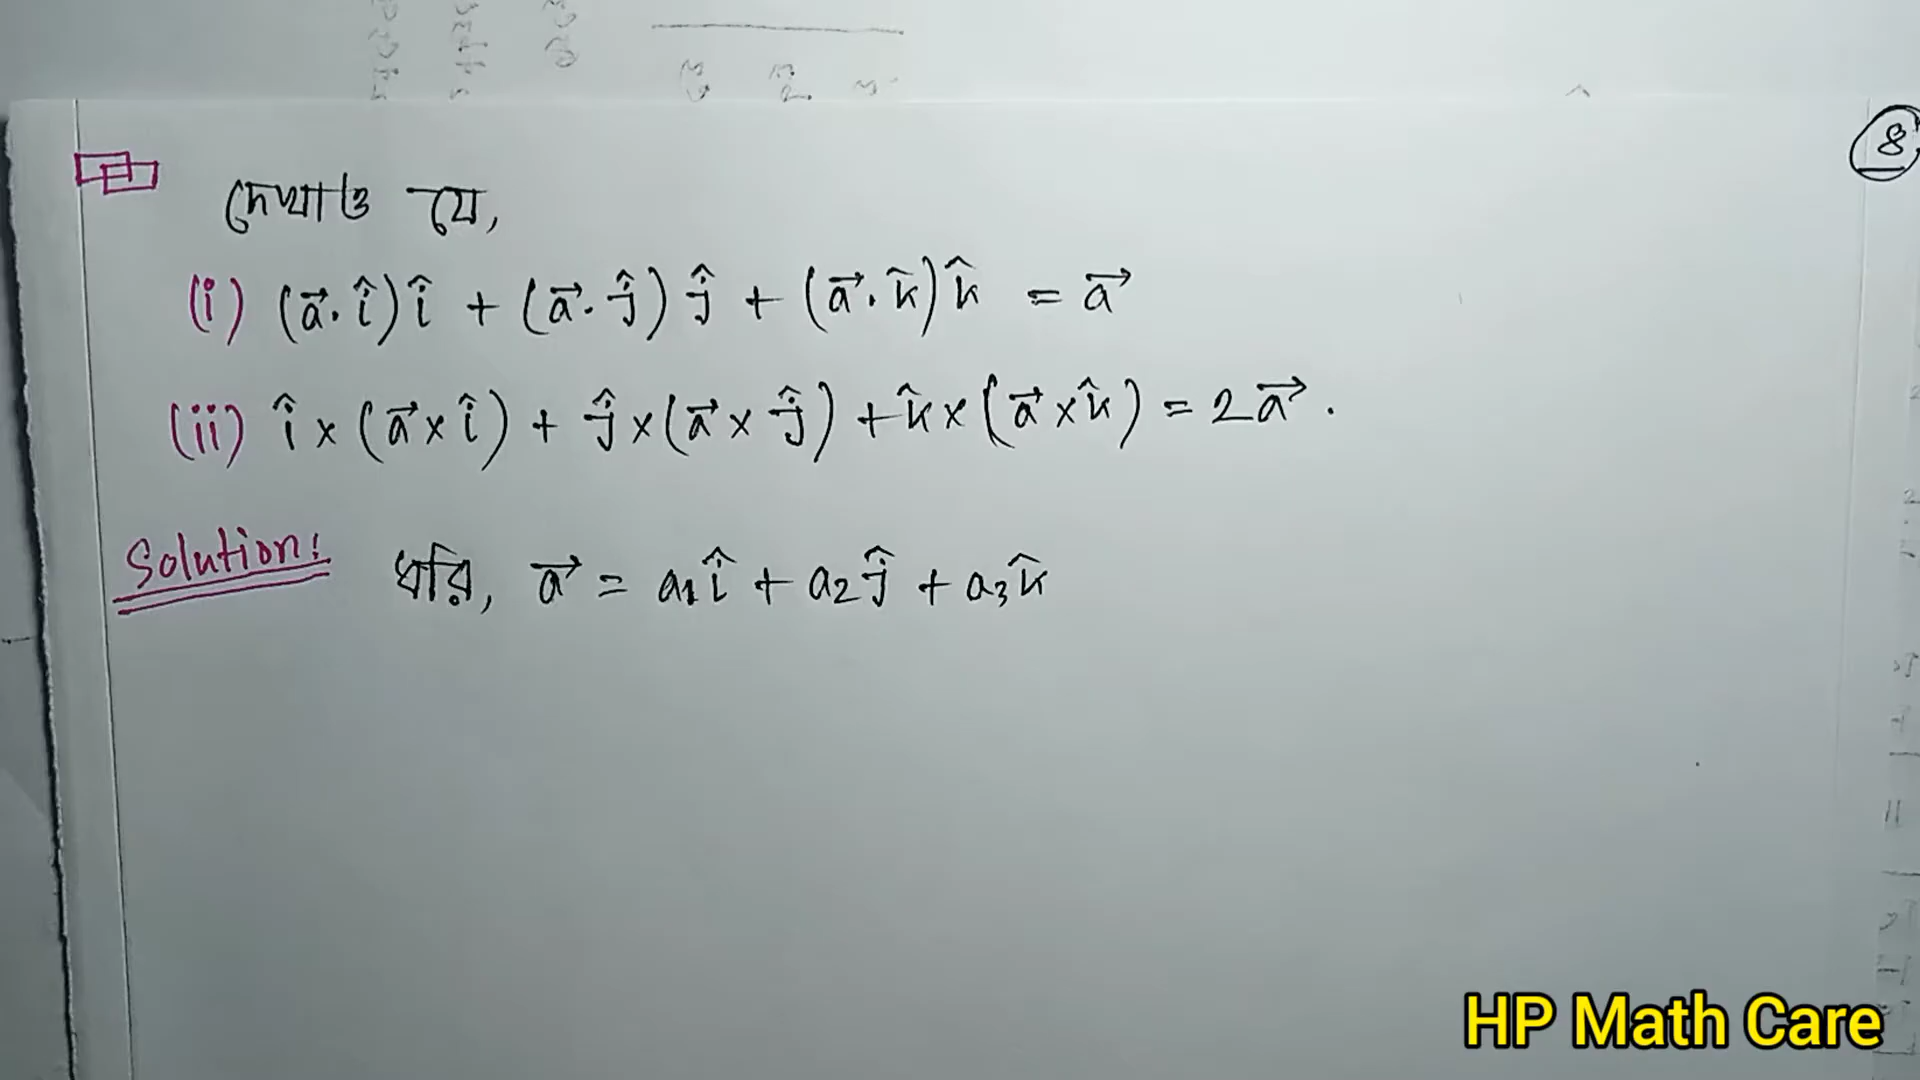 8
দেখাও যে,
(i) (a⃗·î)î + (a⃗·ĵ)ĵ + (a⃗·k̂)k̂ = a⃗
(ii) î×(a⃗×î) + ĵ×(a⃗×ĵ) + k̂×(a⃗×k̂) = 2a⃗.
Solution: ধরি, a⃗ = a₁î + a₂ĵ + a₃k̂
HP Math Care